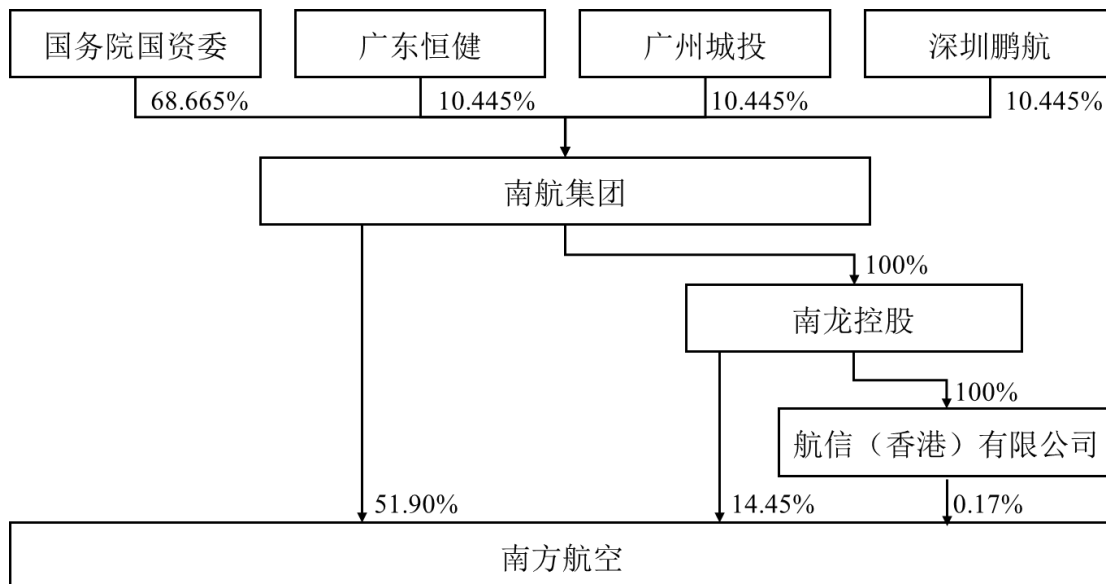 国务院国资委
广东恒健
广州城投
深圳鹏航
68.665%
10.445%
10.445%
10.445%
南航集团
100%
南龙控股
100%
航信（香港）有限公司
51.90%
14.45%
0.17%
南方航空